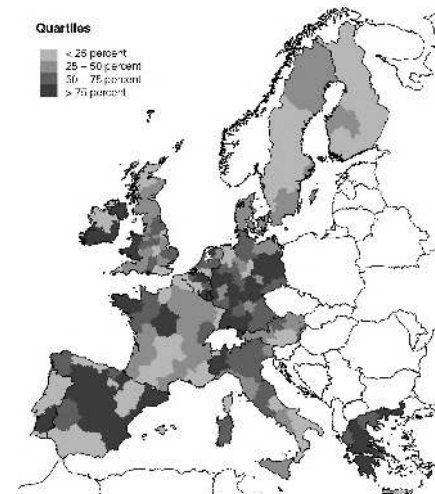 Quartiles
< 25 percent
25 – 50 percent
50 – 75 percent
> 75 percent